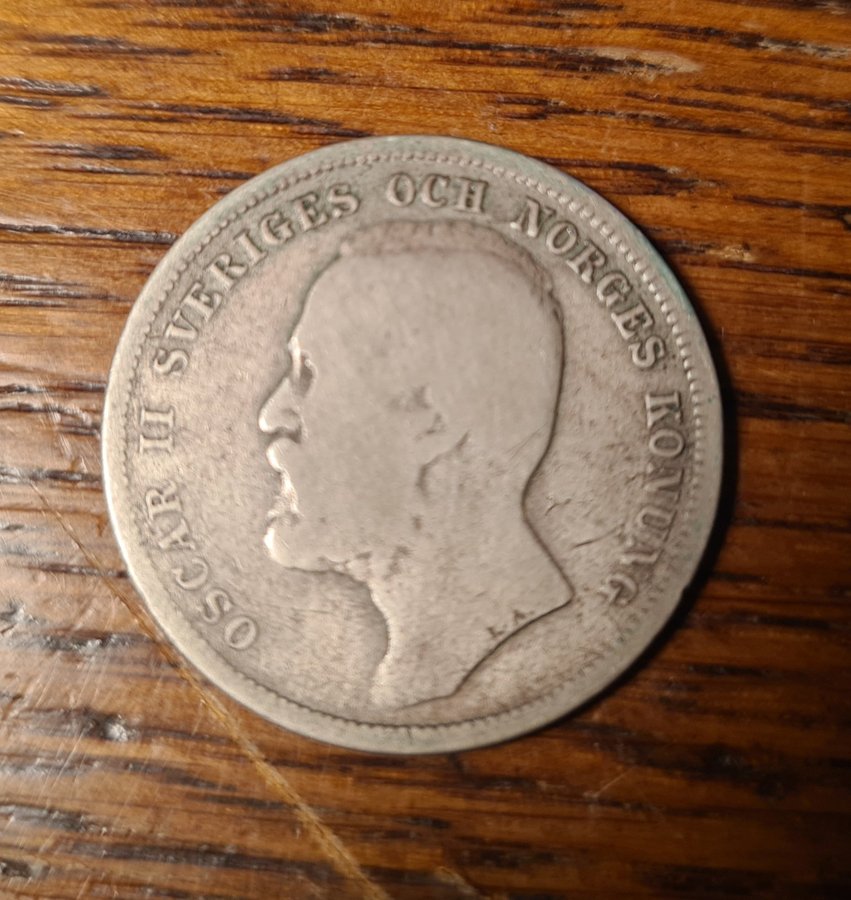 OSCAR II SVERIGES OCH NORGES KONUNG
L. A.